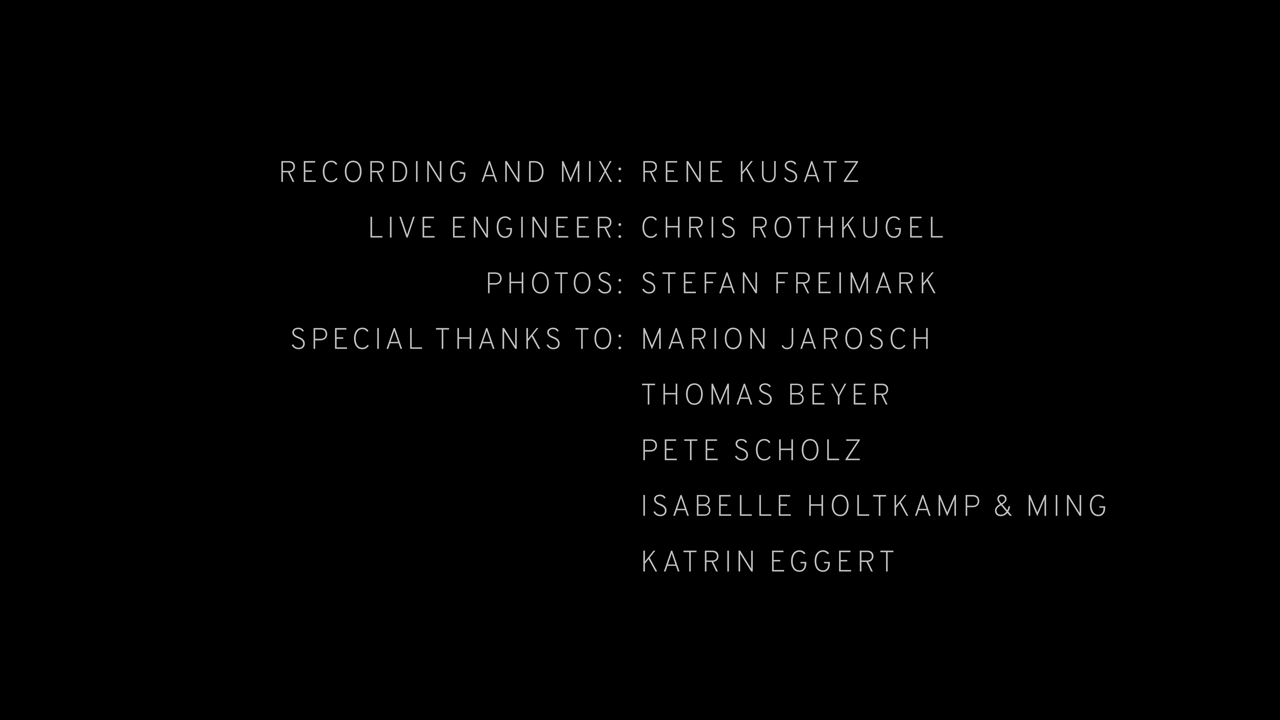 RECORDING AND MIX: RENE KUSATZ
LIVE ENGINEER: CHRIS ROTHKUGEL
PHOTOS: STEFAN FREIMARK
SPECIAL THANKS TO: MARION JAROSCH
THOMAS BEYER
PETE SCHOLZ
ISABELLE HOLTKAMP & MING
KATRIN EGGERT